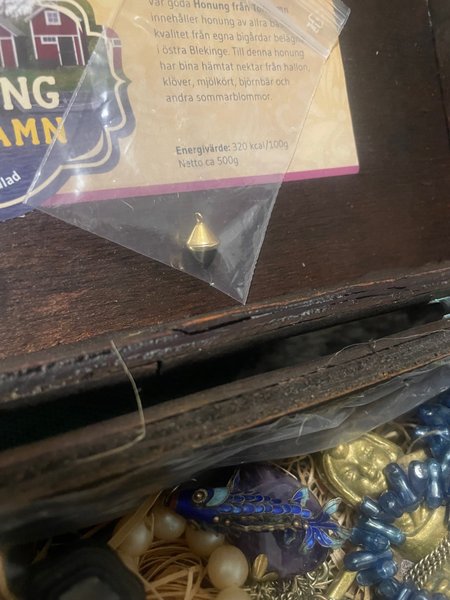 vår goda Honung från
innehåller honung av allra bästa
kvalitet från egna bigårdar belägna
i östra Blekinge. Till denna honung
har bina hämtat nektar från hallon,
klöver, mjölkört, björnbär och
andra sommarblommor.
Energivärde: 320 kcal/100g
Netto ca 500g
NG
AMN
lad